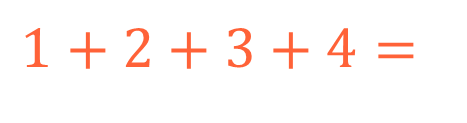 1 + 2 + 3 + 4 =